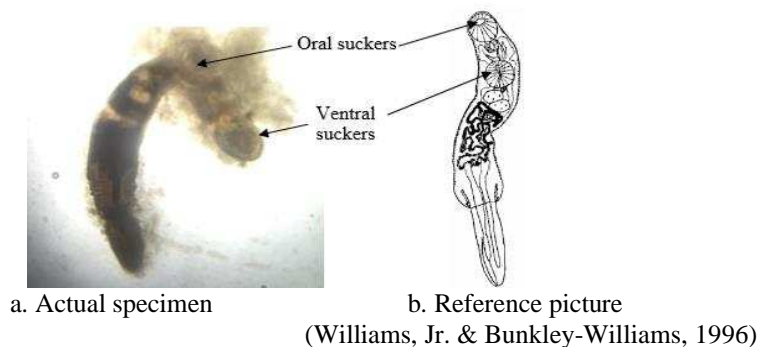 Oral suckers
Ventral
suckers
a. Actual specimen
b. Reference picture
(Williams, Jr. & Bunkley-Williams, 1996)